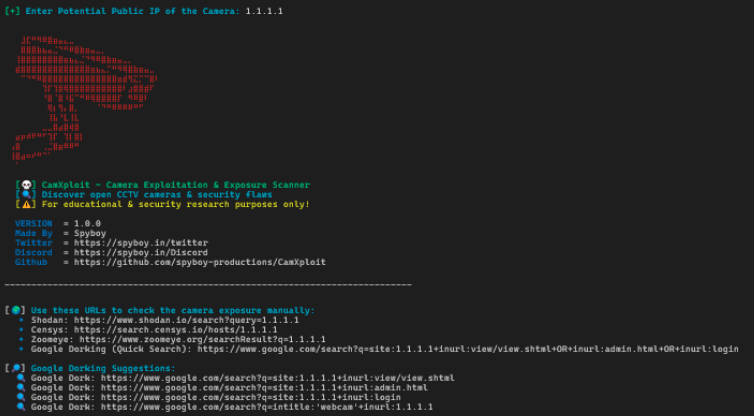 [+] Enter Potential Public IP of the Camera: 1.1.1.1
[💀] CamXploit ~ Camera Exploitation & Exposure Scanner
[🔍] Discover open CCTV cameras & security flaws
[⚠️] For educational & security research purposes only!
VERSION = 1.0.0
Made By = Spyboy
Twitter = https://spyboy.in/twitter
Discord = https://spyboy.in/Discord
Github = https://github.com/spyboy-productions/CamXploit
[🌍] Use these URLs to check the camera exposure manually:
• Shodan: https://www.shodan.io/search?query=1.1.1.1
• Censys: https://search.censys.io/hosts/1.1.1.1
• Zoomeye: https://www.zoomeye.org/searchResult?q=1.1.1.1
• Google Dorking (Quick Search): https://www.google.com/search?q=site:1.1.1.1+inurl:view/view.shtml+OR+inurl:admin.html+OR+inurl:login
[🔎] Google Dorking Suggestions:
🔍 Google Dork: https://www.google.com/search?q=site:1.1.1.1+inurl:view/view.shtml
🔍 Google Dork: https://www.google.com/search?q=site:1.1.1.1+inurl:admin.html
🔍 Google Dork: https://www.google.com/search?q=site:1.1.1.1+inurl:login
🔍 Google Dork: https://www.google.com/search?q=intitle:'webcam'+inurl:1.1.1.1